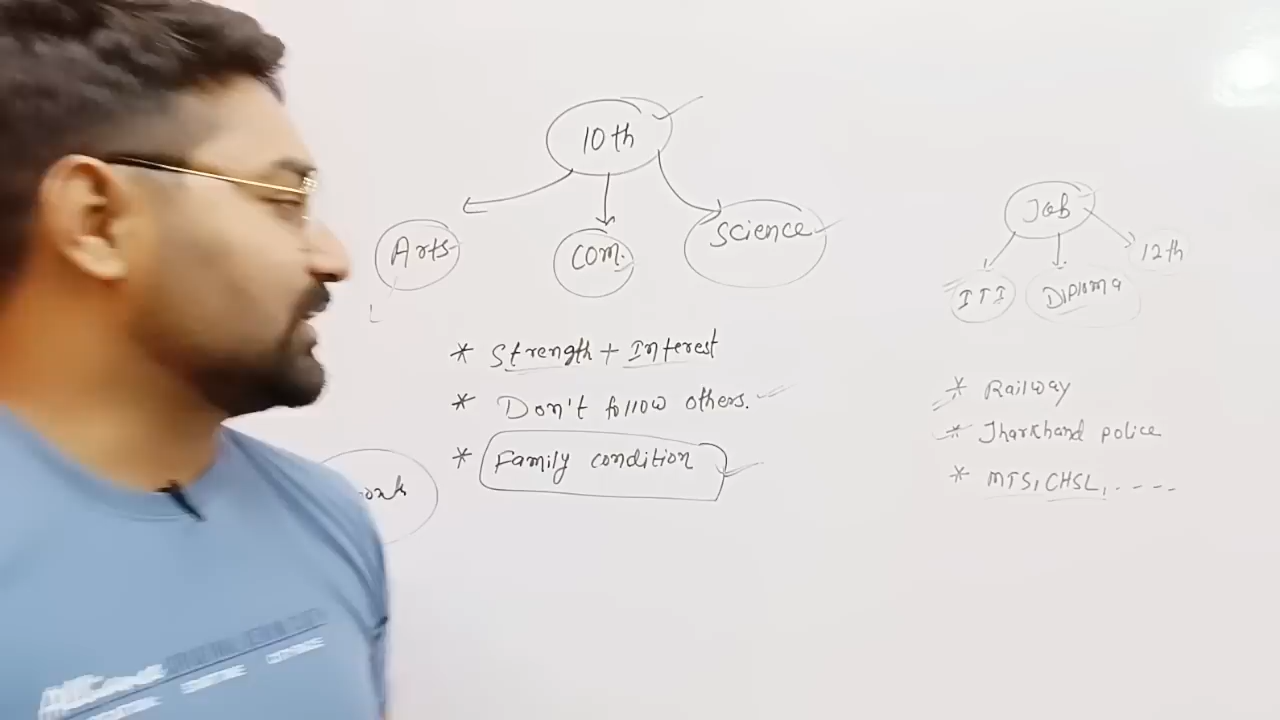 10th
Arts
com.
Science
* Strength + Interest
* Don't follow others.
* Family condition
Job
ITI
Diploma
12th
* Railway
* Jharkhand police
* MTS, CHSL, - - - -